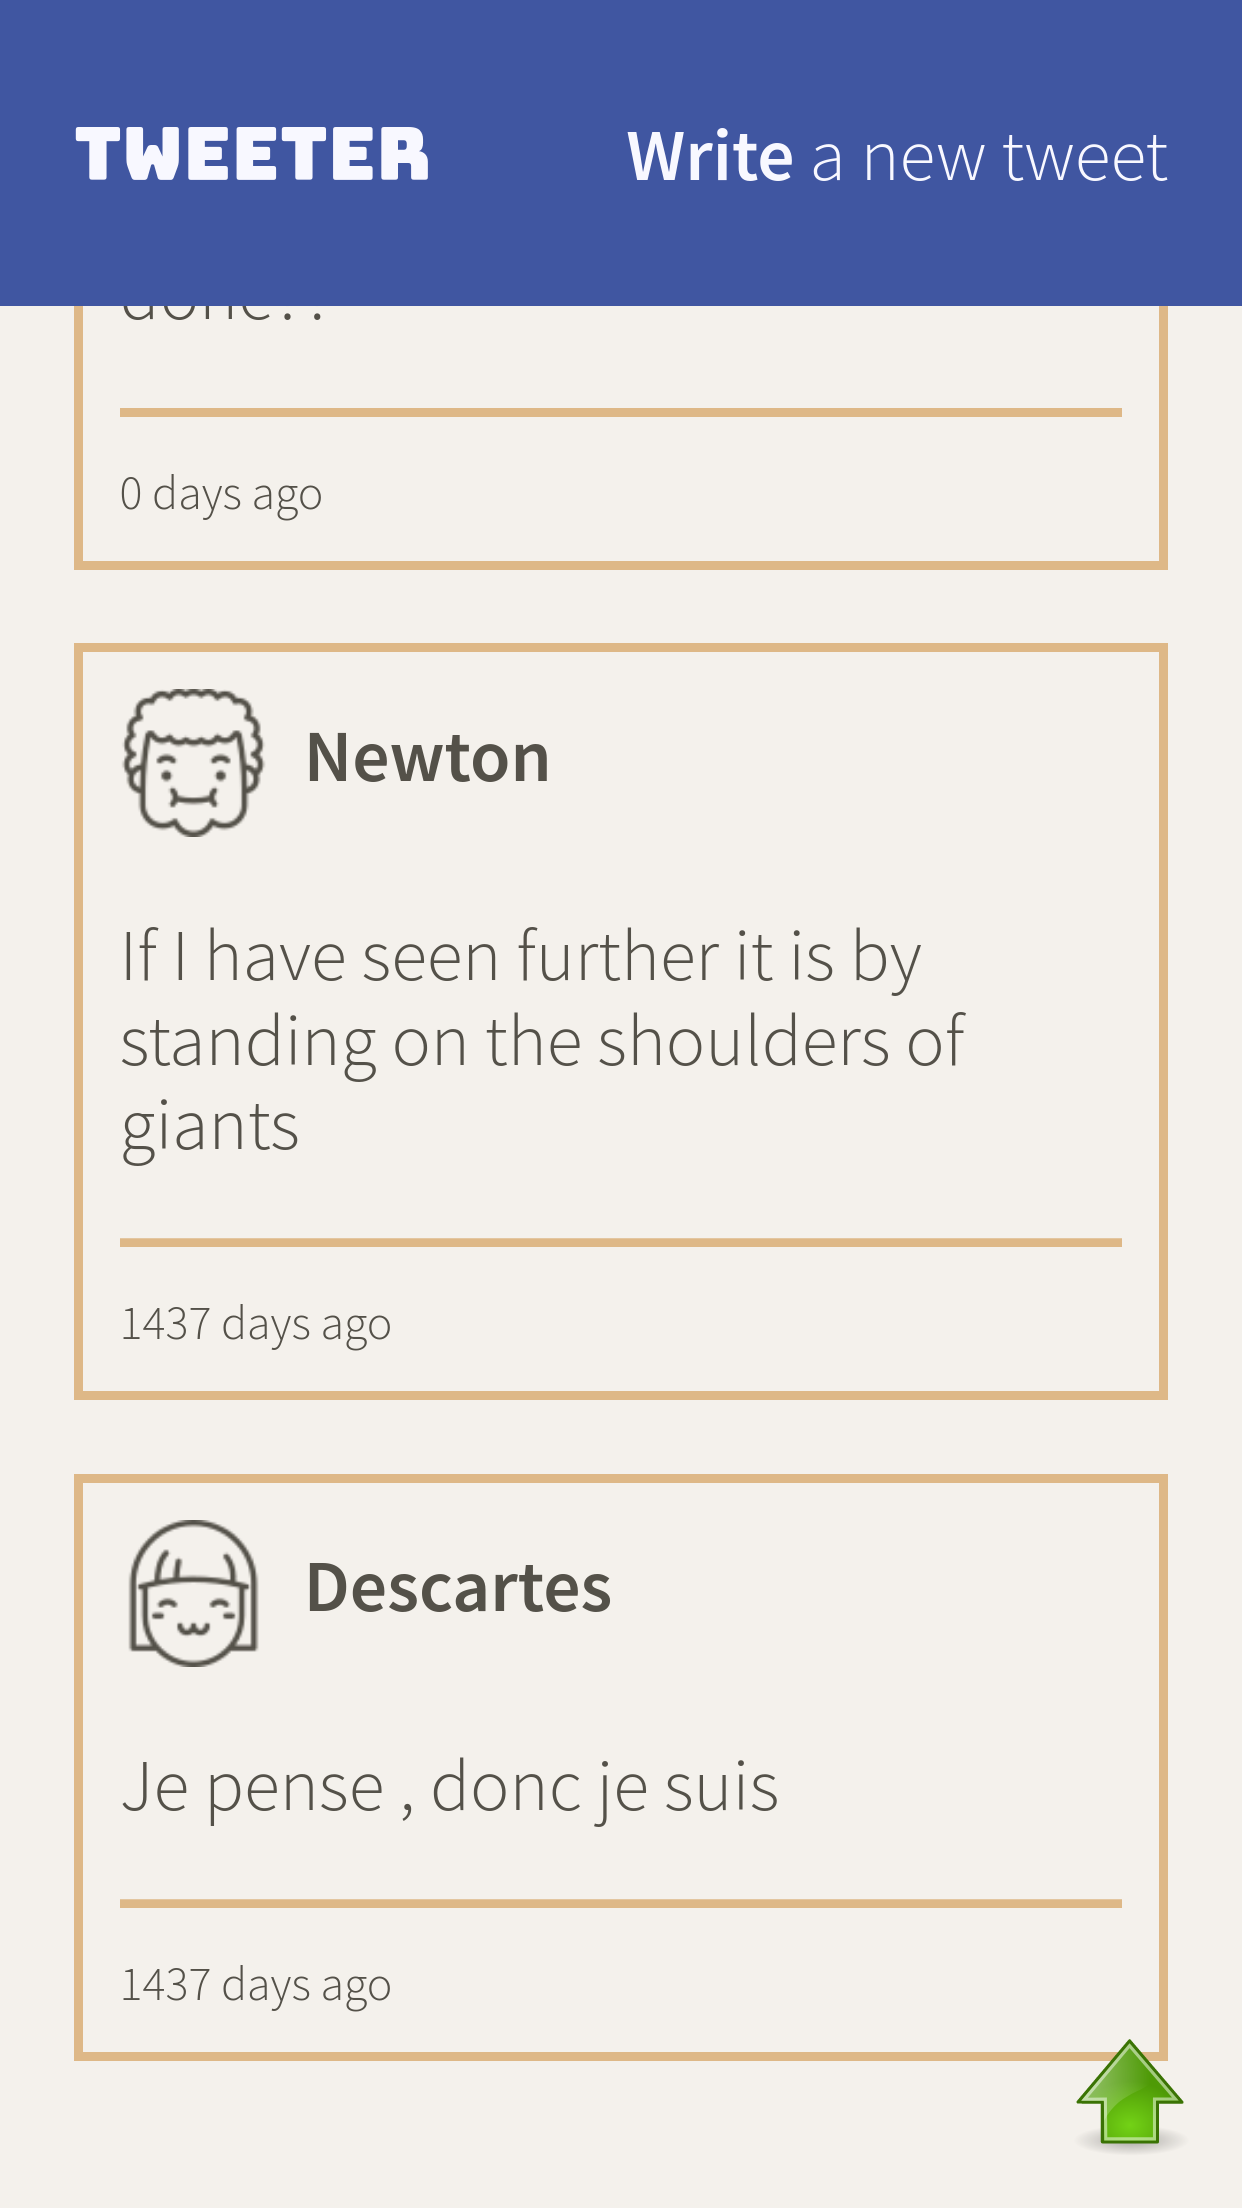 TWEETER
Write a new tweet
0 days ago
Newton
If I have seen further it is by
standing on the shoulders of
giants
1437 days ago
Descartes
Je pense , donc je suis
1437 days ago